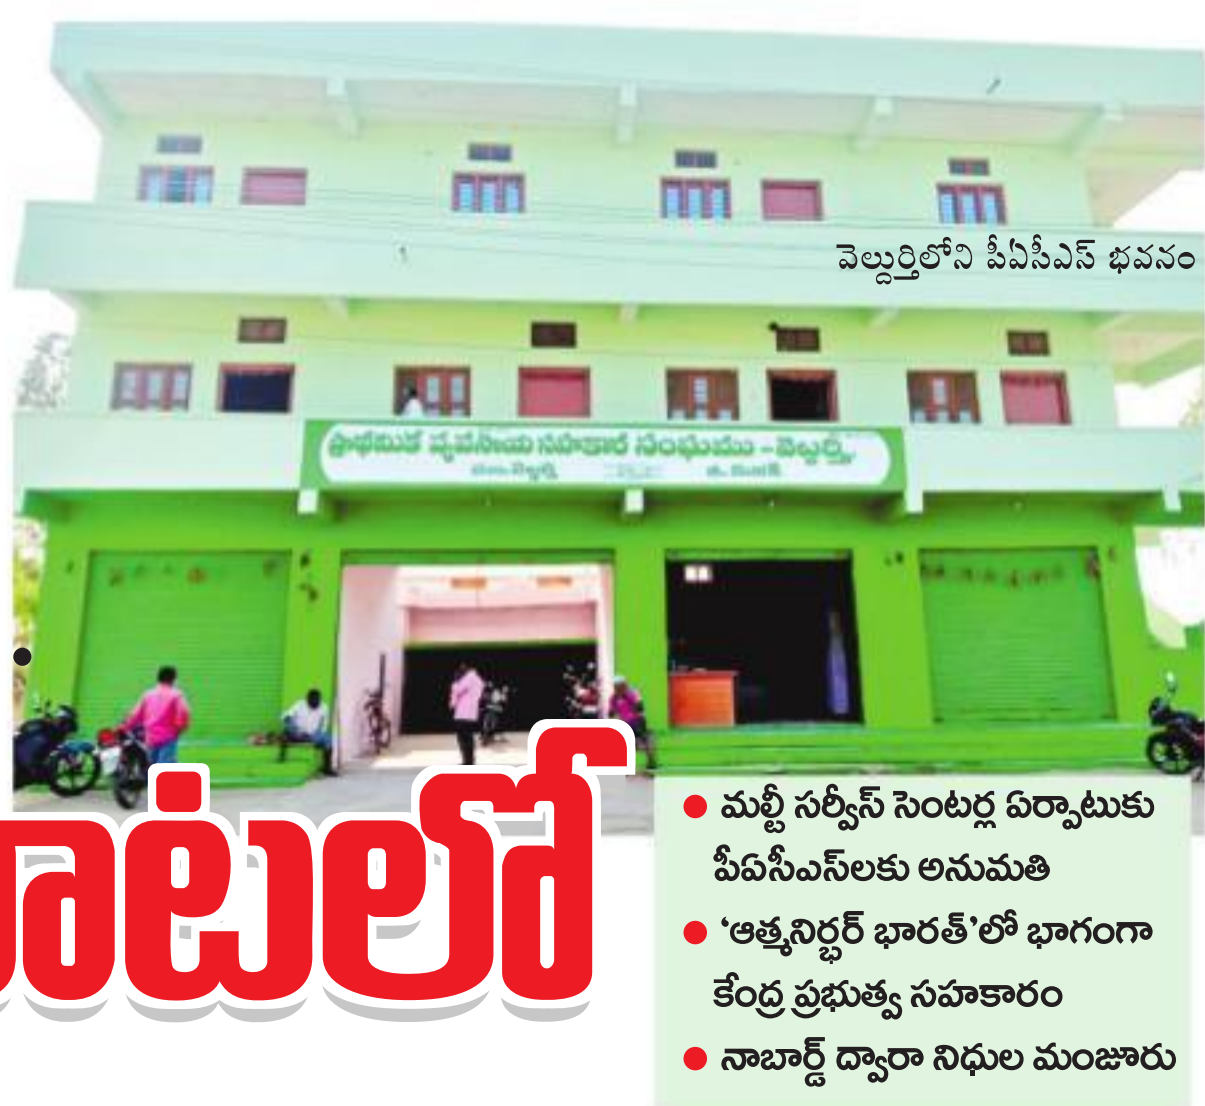 వెల్దుర్తిలోని పీఏసీఎస్ భవనం
ప్రాథమిక వ్యవసాయ సహకార సంఘము - వెల్దుర్తి.
బాటలో
● మల్టీ సర్వీస్ సెంటర్ల ఏర్పాటుకు
పీఏసీఎస్‌లకు అనుమతి
● ‘ఆత్మనిర్భర్ భారత్’లో భాగంగా
కేంద్ర ప్రభుత్వ సహకారం
● నాబార్డ్ ద్వారా నిధుల మంజూరు